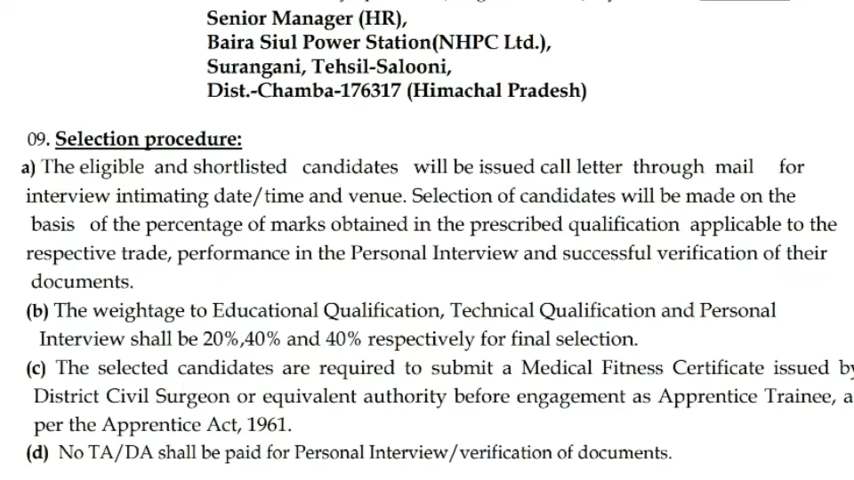 Senior Manager (HR),
Baira Siul Power Station(NHPC Ltd.),
Surangani, Tehsil-Salooni,
Dist.-Chamba-176317 (Himachal Pradesh)
09. Selection procedure:
a) The eligible and shortlisted candidates will be issued call letter through mail for
interview intimating date/time and venue. Selection of candidates will be made on the
basis of the percentage of marks obtained in the prescribed qualification applicable to the
respective trade, performance in the Personal Interview and successful verification of their
documents.
(b) The weightage to Educational Qualification, Technical Qualification and Personal
Interview shall be 20%,40% and 40% respectively for final selection.
(c) The selected candidates are required to submit a Medical Fitness Certificate issued by
District Civil Surgeon or equivalent authority before engagement as Apprentice Trainee, a
per the Apprentice Act, 1961.
(d) No TA/DA shall be paid for Personal Interview/verification of documents.